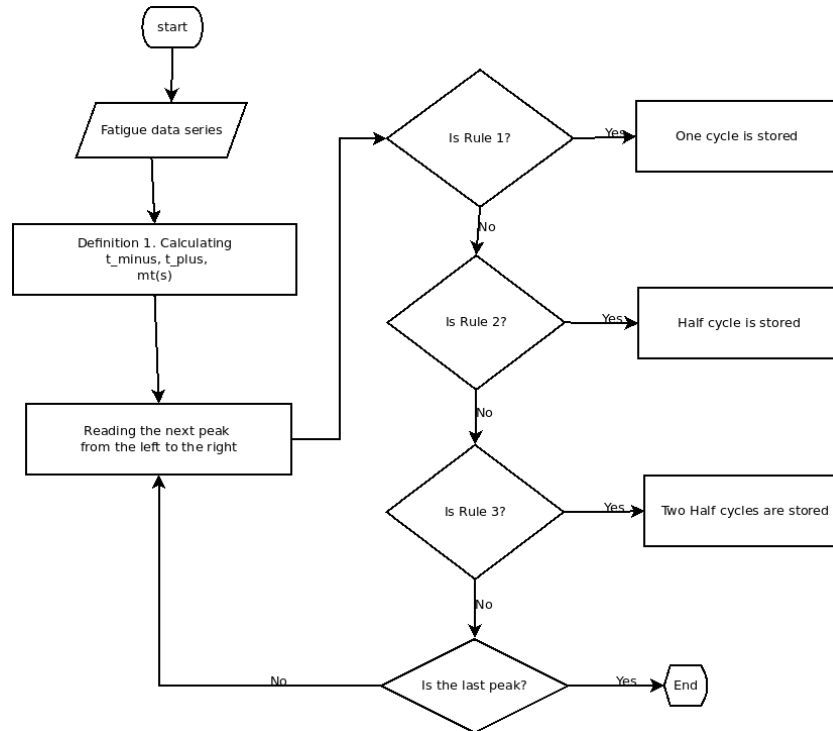 start
Fatigue data series
Definition 1. Calculating
t_minus, t_plus,
mt(s)
Reading the next peak
from the left to the right
Is Rule 1?
Yes
One cycle is stored
No
Is Rule 2?
Yes
Half cycle is stored
No
Is Rule 3?
Yes
Two Half cycles are stored
No
Is the last peak?
No
Yes
End